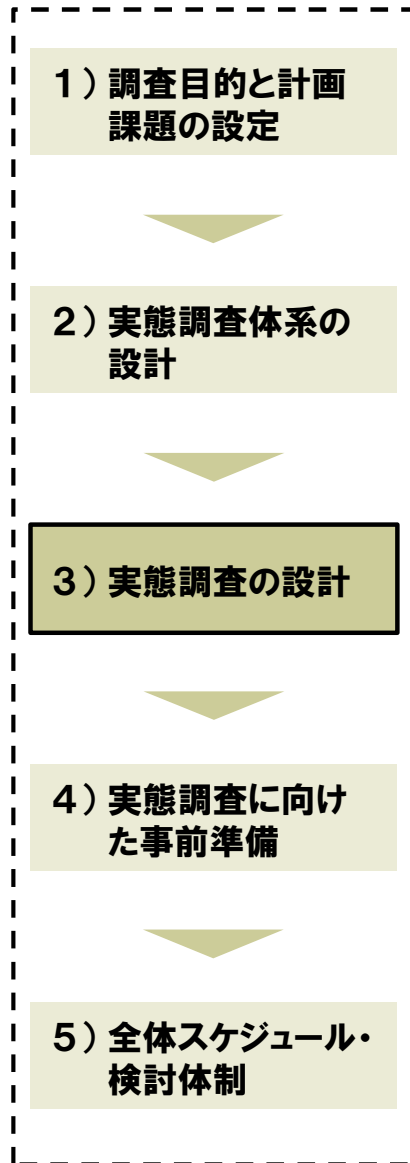 1）調査目的と計画
課題の設定
2）実態調査体系の
設計
3）実態調査の設計
4）実態調査に向け
た事前準備
5）全体スケジュール・
検討体制